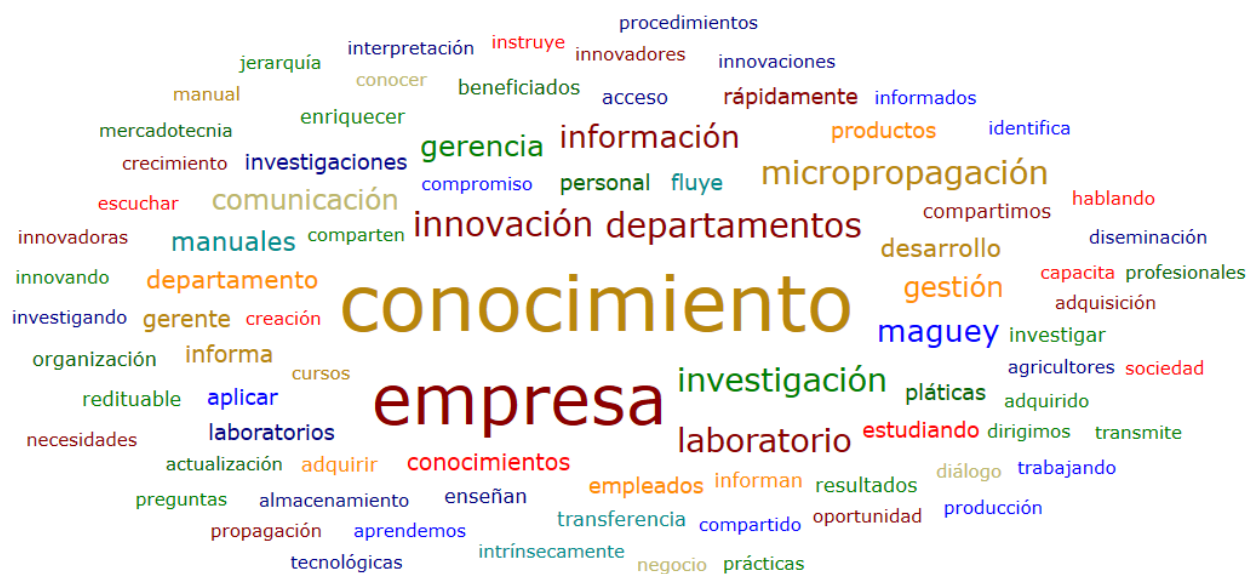 procedimientos
interpretación instruye innovadores innovaciones
jerarquía conocer beneficiados acceso rápidamente informados
manual enriquecer información productos identifica
mercadotecnia investigaciones gerencia micropropagación
crecimiento compromiso personal fluye hablando
escuchar comunicación innovación departamentos compartimos
innovadoras manuales comparten desarrollo diseminación
innovando departamento conocimiento gestión capacita profesionales
investigando gerente creación maguey investigar adquisición
organización informa cursos investigación agricultores sociedad
redituable aplicar empresa pláticas adquirido
necesidades laboratorios laboratorio estudiando dirigimos transmite
actualización adquirir conocimientos diálogo trabajando
preguntas almacenamiento enseñan empleados informan resultados producción
propagación aprendemos transferencia compartido oportunidad
tecnológicas intrínsecamente negocio prácticas